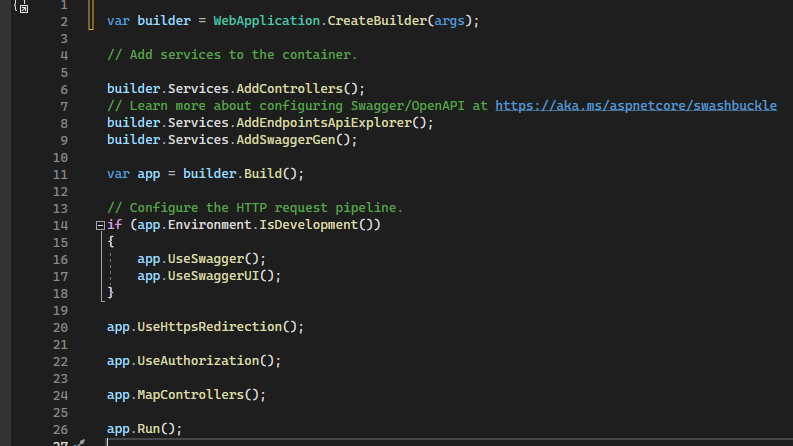 1
2 var builder = WebApplication.CreateBuilder(args);
3
4 // Add services to the container.
5
6 builder.Services.AddControllers();
7 // Learn more about configuring Swagger/OpenAPI at https://aka.ms/aspnetcore/swashbuckle
8 builder.Services.AddEndpointsApiExplorer();
9 builder.Services.AddSwaggerGen();
10
11 var app = builder.Build();
12
13 // Configure the HTTP request pipeline.
14 if (app.Environment.IsDevelopment())
15 {
16 app.UseSwagger();
17 app.UseSwaggerUI();
18 }
19
20 app.UseHttpsRedirection();
21
22 app.UseAuthorization();
23
24 app.MapControllers();
25
26 app.Run();
27